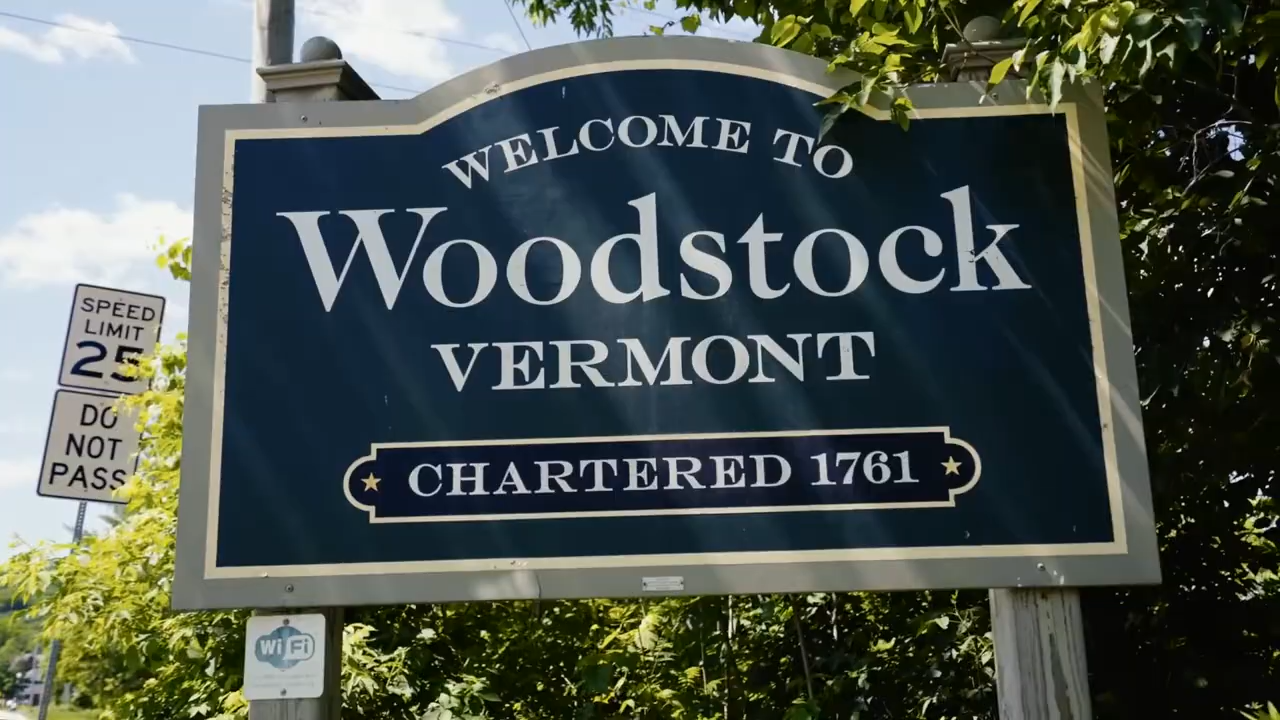 WELCOME TO
Woodstock
VERMONT
CHARTERED 1761
SPEED
LIMIT
25
DO
NOT
PASS
WiFi